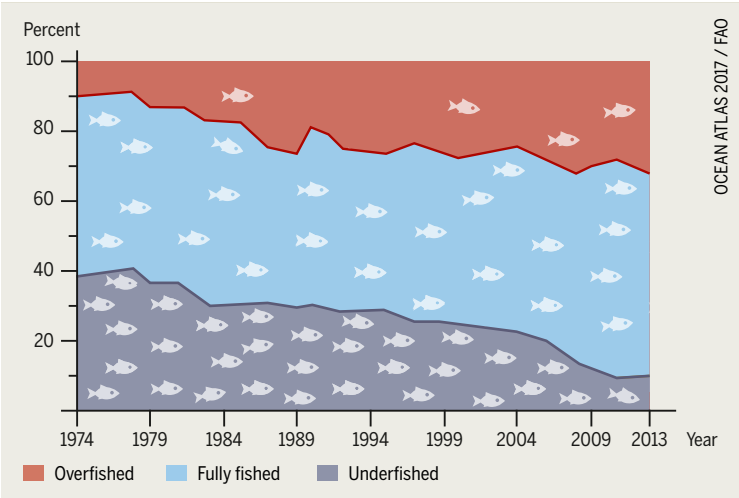 Percent
100
80
60
40
20
1974 1979 1984 1989 1994 1999 2004 2009 2013 Year
Overfished Fully fished Underfished
OCEAN ATLAS 2017 / FAO